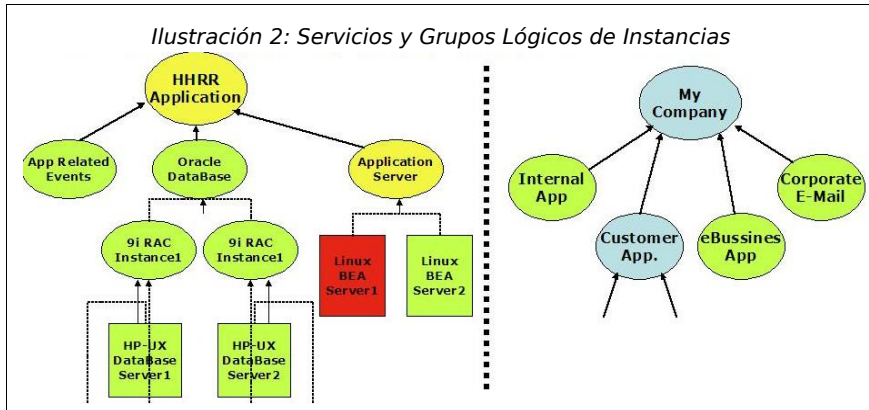 Ilustración 2: Servicios y Grupos Lógicos de Instancias
HHRR
Application
App Related
Events
Oracle
DataBase
Application
Server
9i RAC
Instance1
9i RAC
Instance1
Linux
BEA
Server1
Linux
BEA
Server2
HP-UX
DataBase
Server1
HP-UX
DataBase
Server2
My
Company
Internal
App
Corporate
E-Mail
Customer
App.
eBussines
App